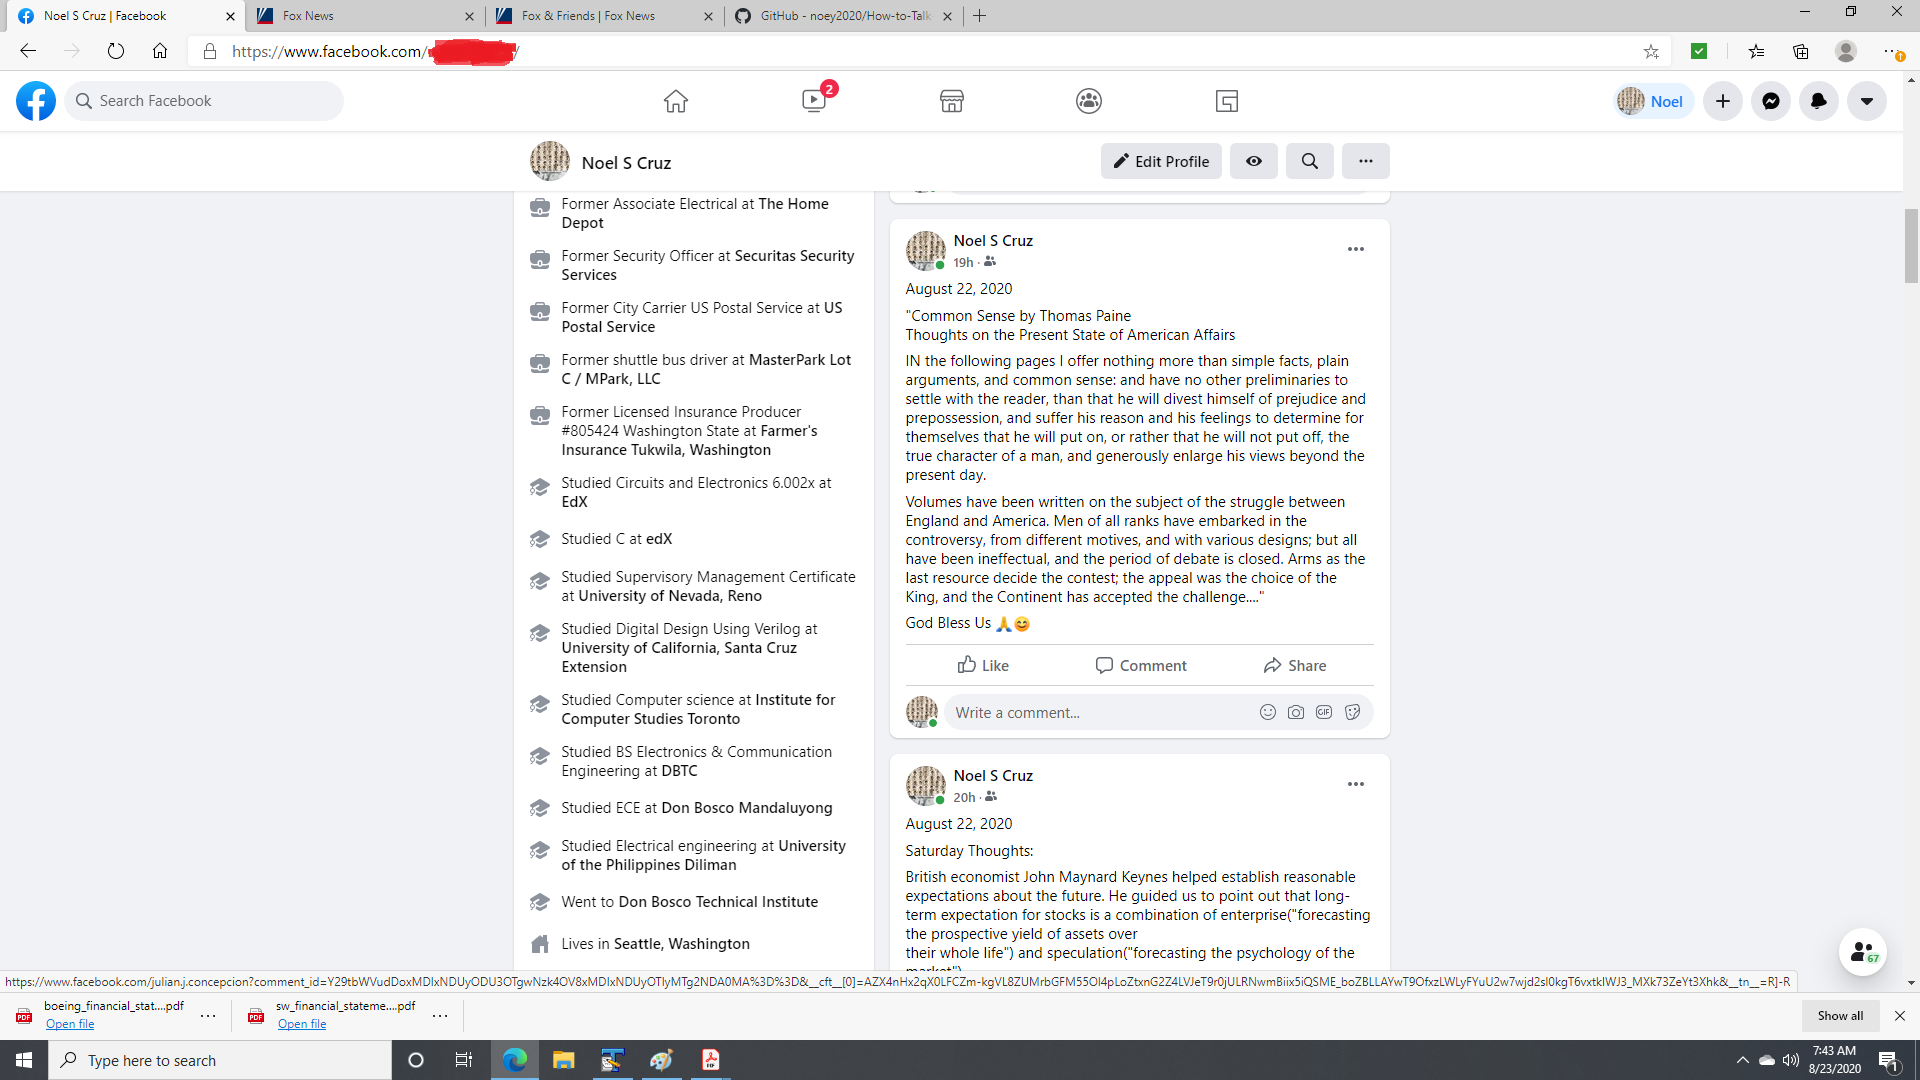 Noel S Cruz | Facebook
Fox News
Fox & Friends | Fox News
GitHub - noey2020/How-to-Talk-
https://www.facebook.com/
Search Facebook
2
Noel
Noel S Cruz
Edit Profile
Former Associate Electrical at The Home
Depot
Former Security Officer at Securitas Security
Services
Former City Carrier US Postal Service at US
Postal Service
Former shuttle bus driver at MasterPark Lot
C / MPark, LLC
Former Licensed Insurance Producer
#805424 Washington State at Farmer's
Insurance Tukwila, Washington
Studied Circuits and Electronics 6.002x at
EdX
Studied C at edX
Studied Supervisory Management Certificate
at University of Nevada, Reno
Studied Digital Design Using Verilog at
University of California, Santa Cruz
Extension
Studied Computer science at Institute for
Computer Studies Toronto
Studied BS Electronics & Communication
Engineering at DBTC
Studied ECE at Don Bosco Mandaluyong
Studied Electrical engineering at University
of the Philippines Diliman
Went to Don Bosco Technical Institute
Lives in Seattle, Washington
Noel S Cruz
19h ·
August 22, 2020
"Common Sense by Thomas Paine
Thoughts on the Present State of American Affairs
IN the following pages I offer nothing more than simple facts, plain
arguments, and common sense: and have no other preliminaries to
settle with the reader, than that he will divest himself of prejudice and
prepossession, and suffer his reason and his feelings to determine for
themselves that he will put on, or rather that he will not put off, the
true character of a man, and generously enlarge his views beyond the
present day.
Volumes have been written on the subject of the struggle between
England and America. Men of all ranks have embarked in the
controversy, from different motives, and with various designs; but all
have been ineffectual, and the period of debate is closed. Arms as the
last resource decide the contest; the appeal was the choice of the
King, and the Continent has accepted the challenge...."
God Bless Us 🙏😊
Like
Comment
Share
Write a comment...
GIF
Noel S Cruz
20h ·
August 22, 2020
Saturday Thoughts:
British economist John Maynard Keynes helped establish reasonable
expectations about the future. He guided us to point out that long-
term expectation for stocks is a combination of enterprise("forecasting
the prospective yield of assets over
their whole life") and speculation("forecasting the psychology of the
market")
67
boeing_financial_stat....pdf
Open file
sw_financial_stateme....pdf
Open file
Show all
Type here to search
7:43 AM
8/23/2020
1